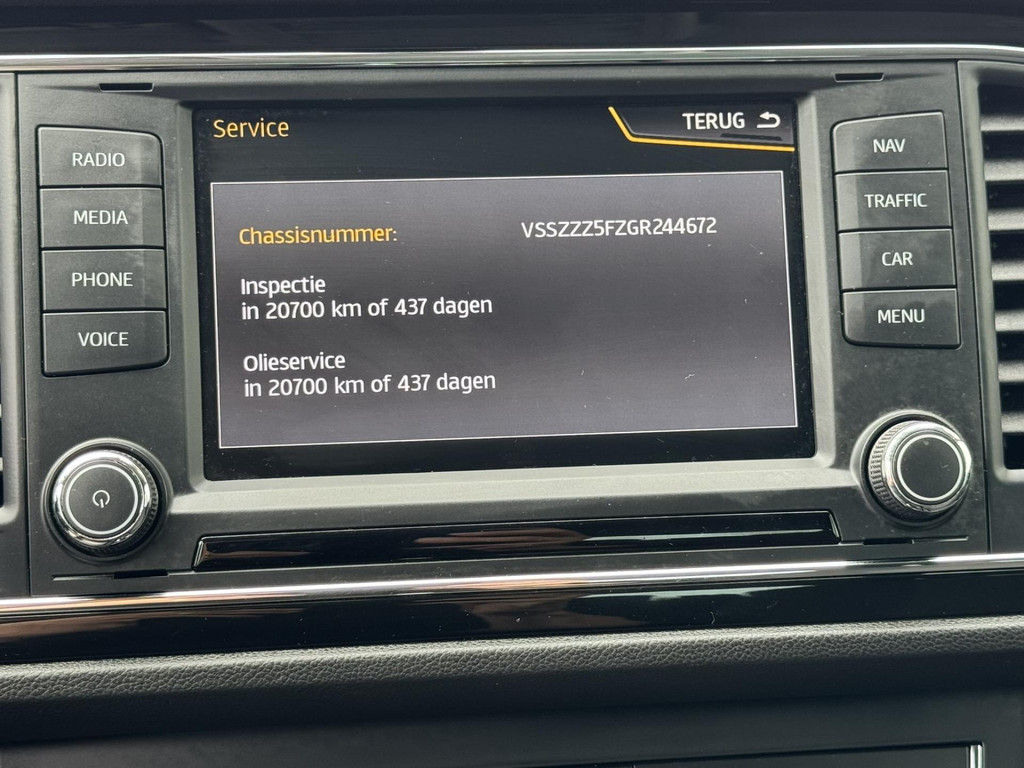 Service
TERUG
RADIO
MEDIA
PHONE
VOICE
Chassisnummer: VSSZZZ5FZGR244672
Inspectie
in 20700 km of 437 dagen
Olieservice
in 20700 km of 437 dagen
NAV
TRAFFIC
CAR
MENU